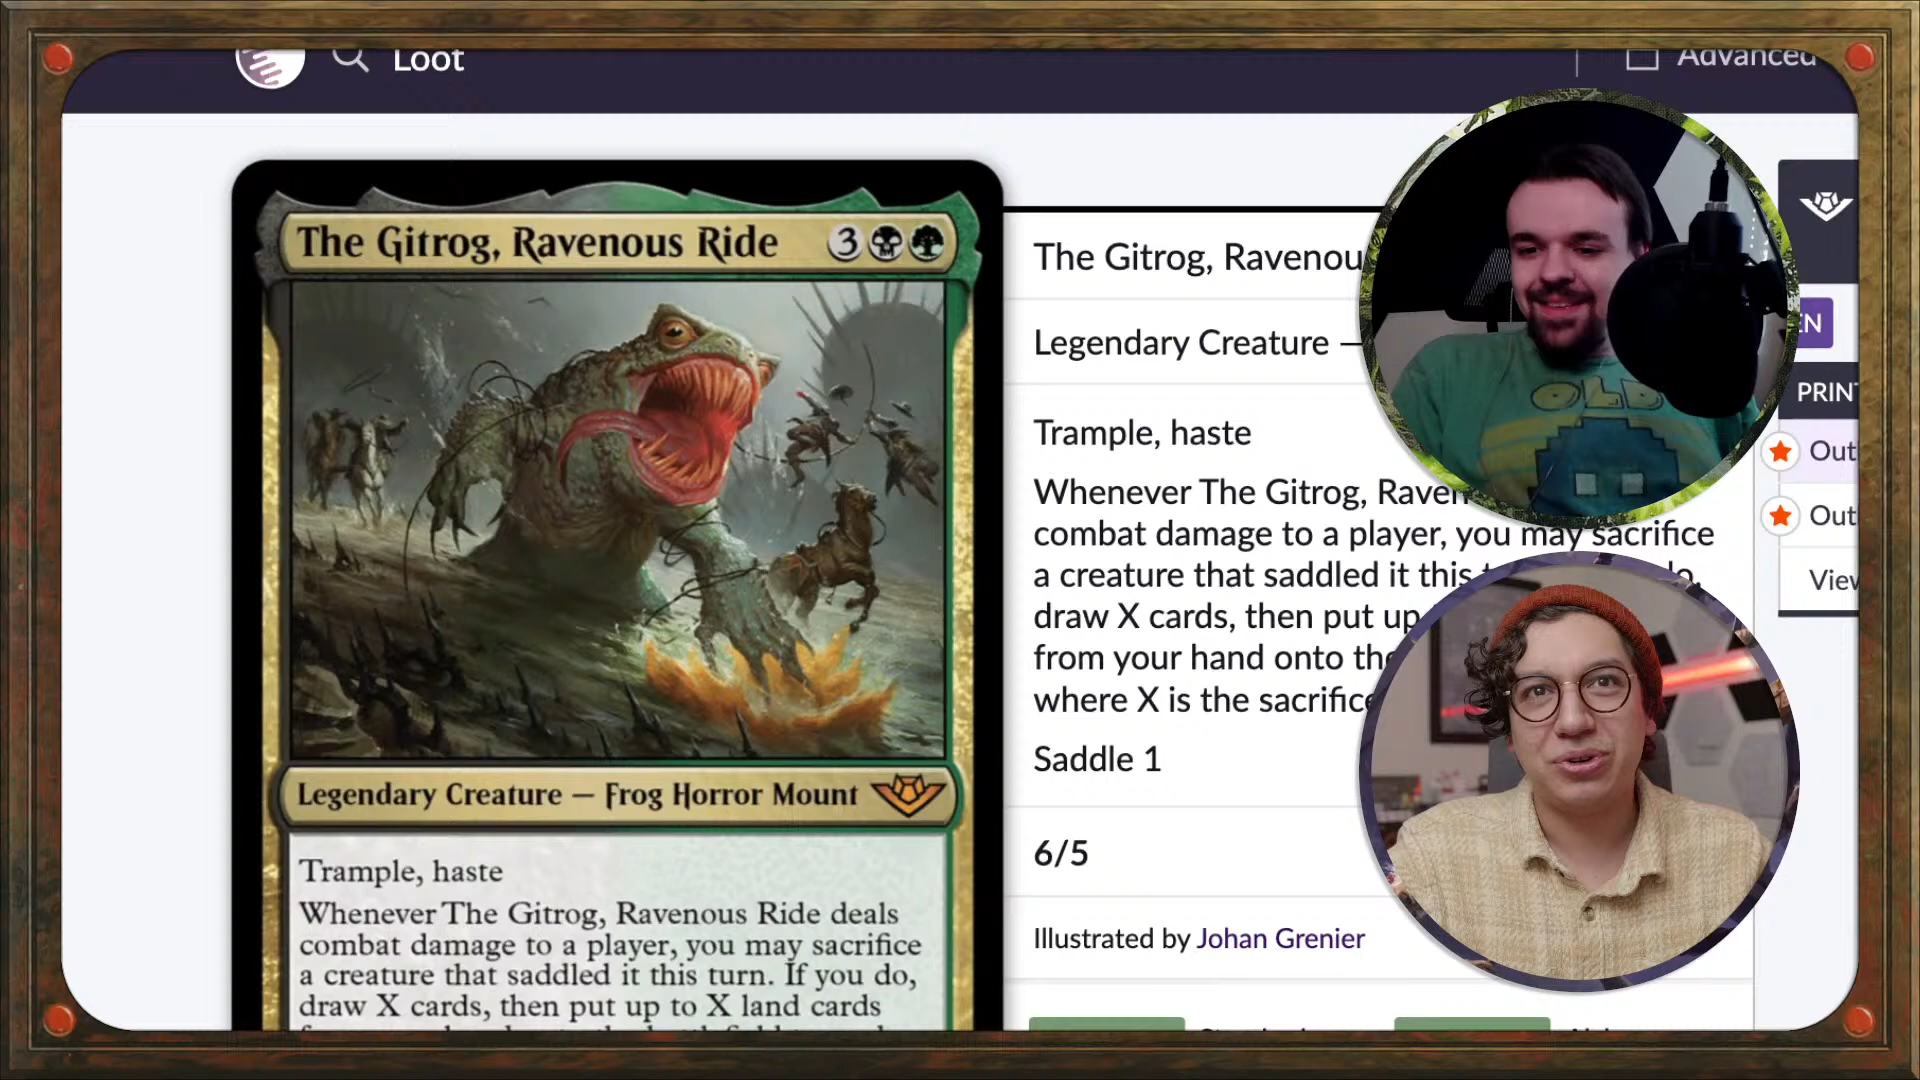 Loot
Advanced
The Gitrog, Ravenous Ride 3
Legendary Creature — Frog Horror Mount
Trample, haste
Whenever The Gitrog, Ravenous Ride deals
combat damage to a player, you may sacrifice
a creature that saddled it this turn. If you do,
draw X cards, then put up to X land cards
The Gitrog, Ravenou
Legendary Creature —
Trample, haste
Whenever The Gitrog, Raven
combat damage to a player, you may sacrifice
a creature that saddled it this
draw X cards, then put up
from your hand onto the
where X is the sacrifice
Saddle 1
6/5
Illustrated by Johan Grenier
OLD
EN
PRINT
Out
Out
View